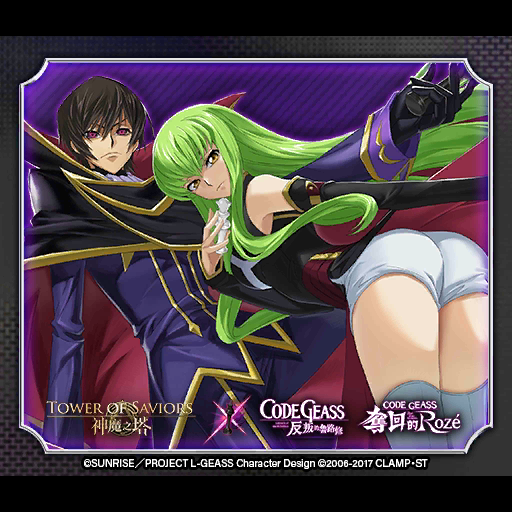 TOWER OF SAVIORS
神魔之塔
CODE GEASS
反叛的魯路修
CODE GEASS
奪回的Rozé
©SUNRISE／PROJECT L-GEASS Character Design ©2006-2017 CLAMP・ST